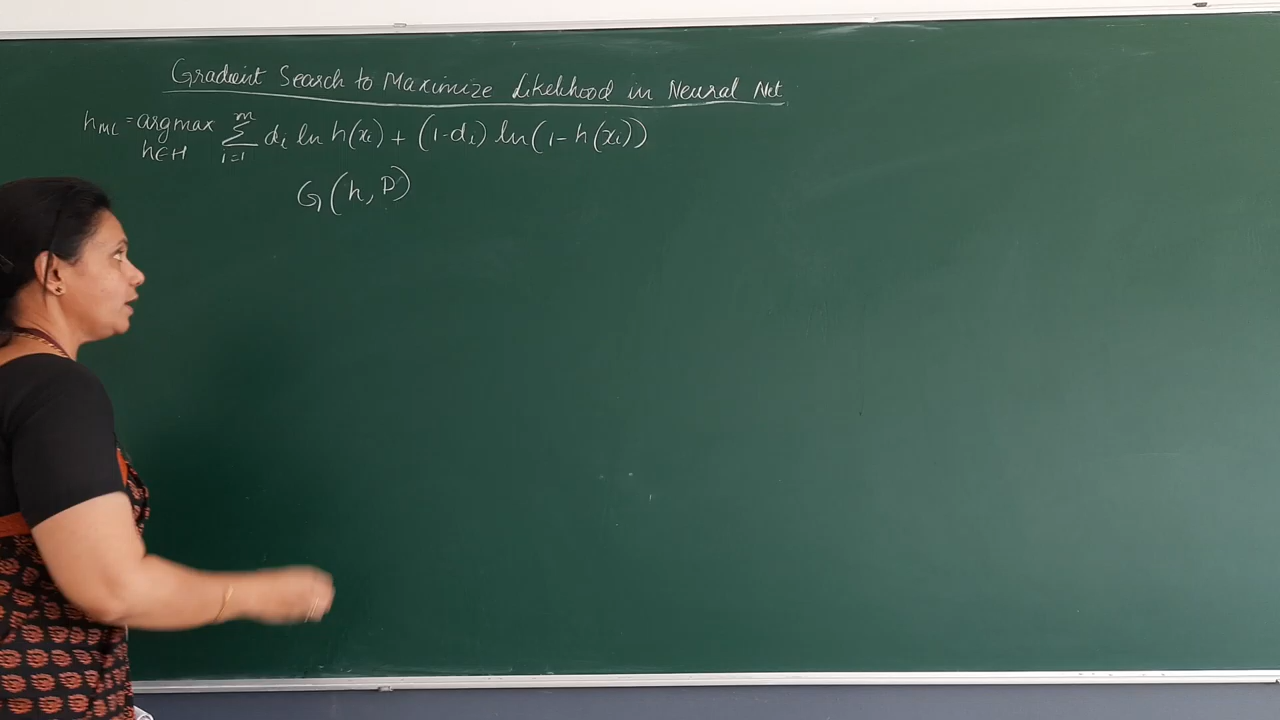 Gradient Search to Maximize Likelihood in Neural Net
h_ML = argmax_{h∈H} ∑_{i=1}^{m} d_i ln h(x_i) + (1-d_i) ln(1-h(x_i))
G(h, D)